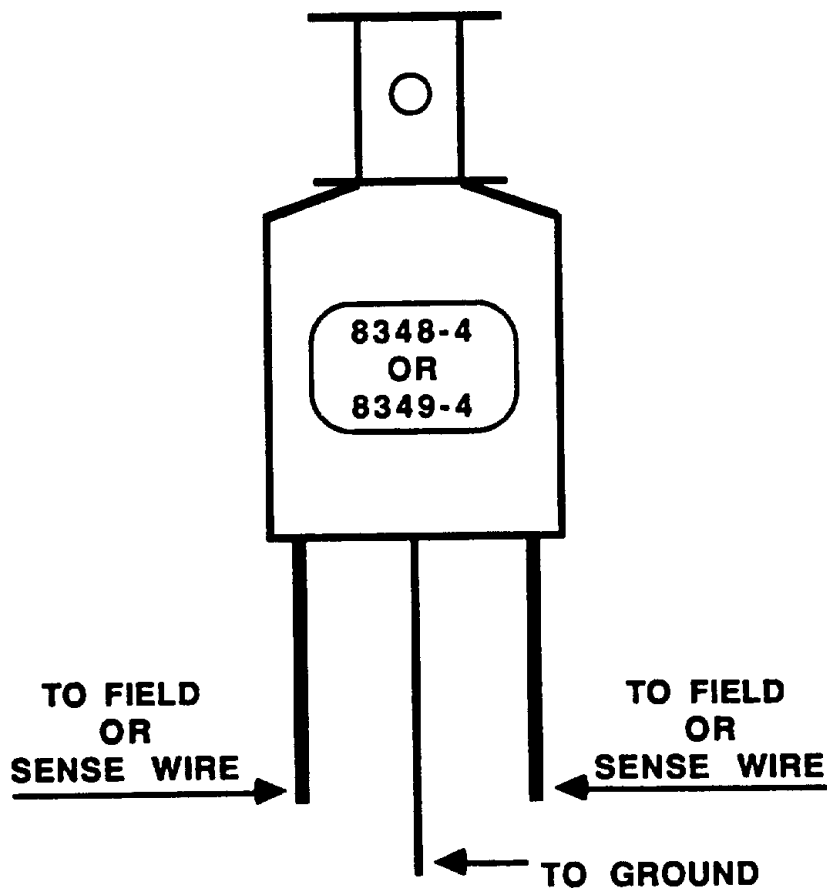 8348-4
OR
8349-4
TO FIELD
OR
SENSE WIRE
TO FIELD
OR
SENSE WIRE
TO GROUND